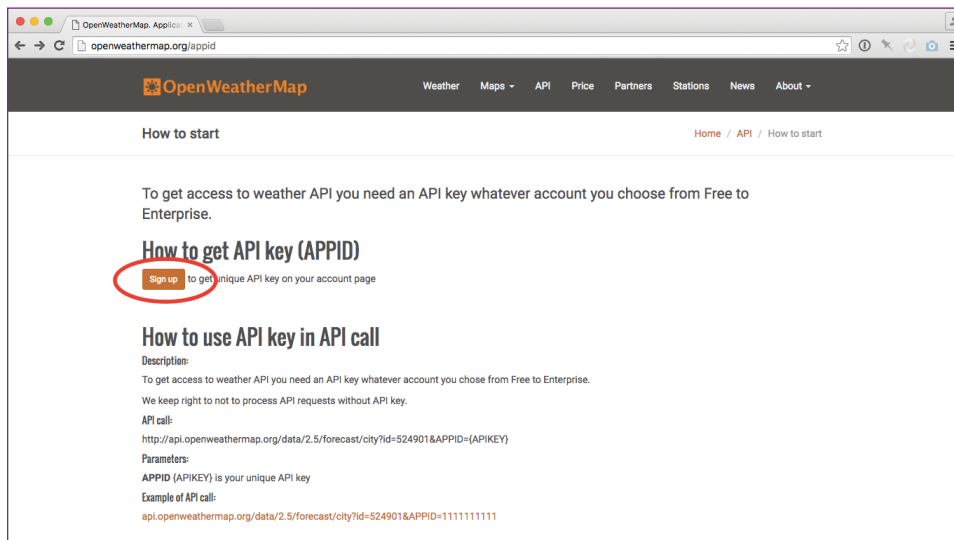 OpenWeatherMap. Applicat
openweathermap.org/appid
OpenWeatherMap
Weather Maps API Price Partners Stations News About
How to start
Home / API / How to start
To get access to weather API you need an API key whatever account you choose from Free to
Enterprise.
How to get API key (APPID)
Sign up to get unique API key on your account page
How to use API key in API call
Description:
To get access to weather API you need an API key whatever account you chose from Free to Enterprise.
We keep right to not to process API requests without API key.
API call:
http://api.openweathermap.org/data/2.5/forecast/city?id=524901&APPID={APIKEY}
Parameters:
APPID {APIKEY} is your unique API key
Example of API call:
api.openweathermap.org/data/2.5/forecast/city?id=524901&APPID=1111111111